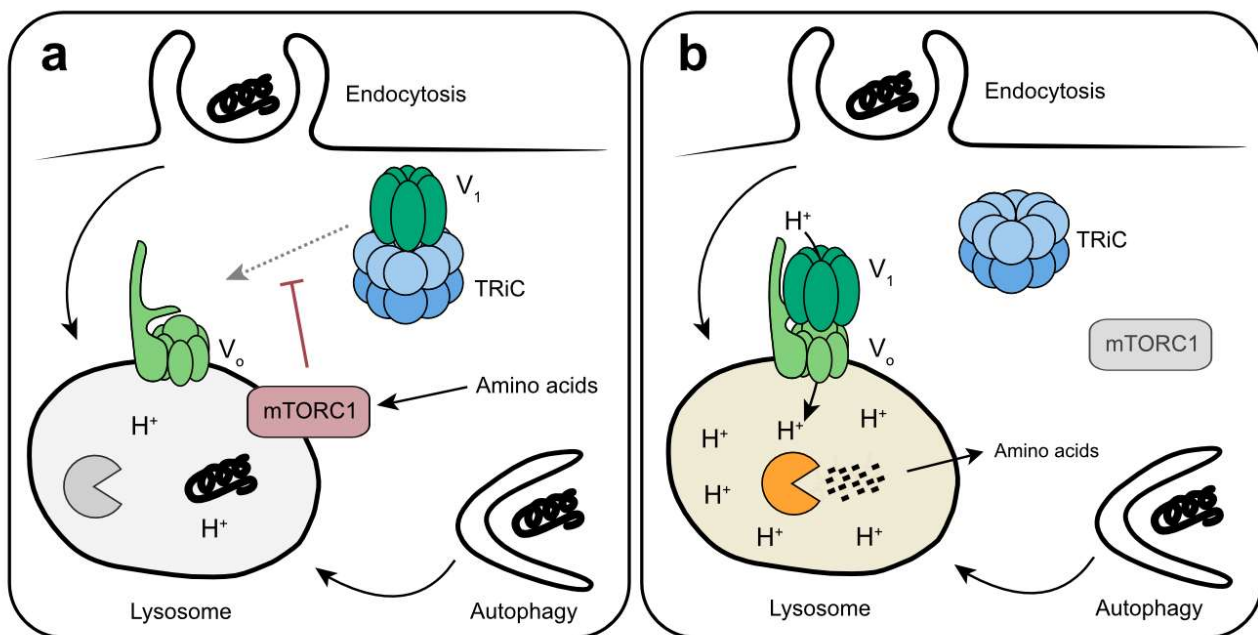 a
Endocytosis
V₁
TRiC
Vₒ
mTORC1
Amino acids
H⁺
H⁺
Lysosome
Autophagy
b
Endocytosis
H⁺
V₁
TRiC
Vₒ
mTORC1
H⁺
H⁺
H⁺
H⁺
H⁺
H⁺
Amino acids
Lysosome
Autophagy